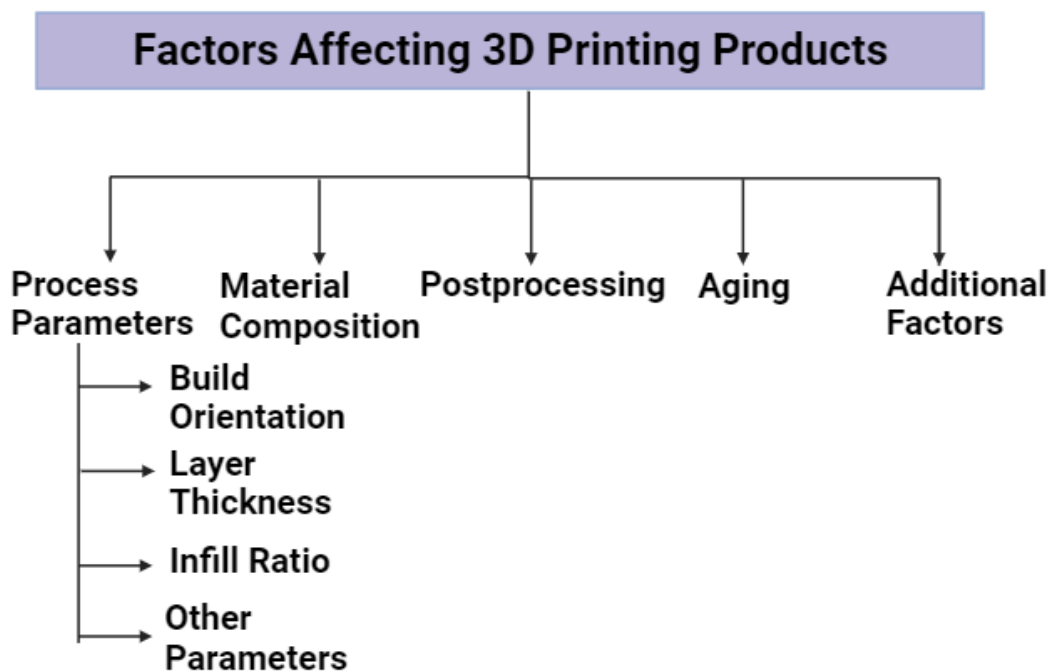 Factors Affecting 3D Printing Products
Process
Parameters
Material
Composition
Postprocessing
Aging
Additional
Factors
Build
Orientation
Layer
Thickness
Infill Ratio
Other
Parameters